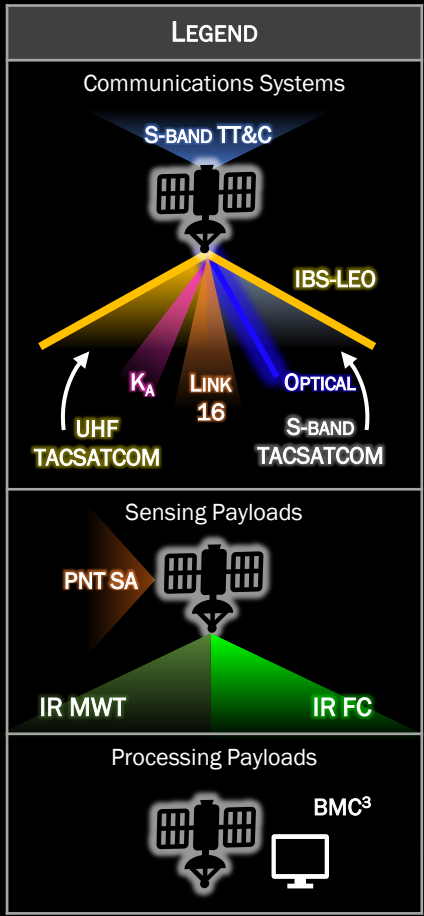 LEGEND
Communications Systems
S-BAND TT&C
IBS-LEO
KA
LINK
16
OPTICAL
UHF
TACSATCOM
S-BAND
TACSATCOM
Sensing Payloads
PNT SA
IR MWT
IR FC
Processing Payloads
BMC³